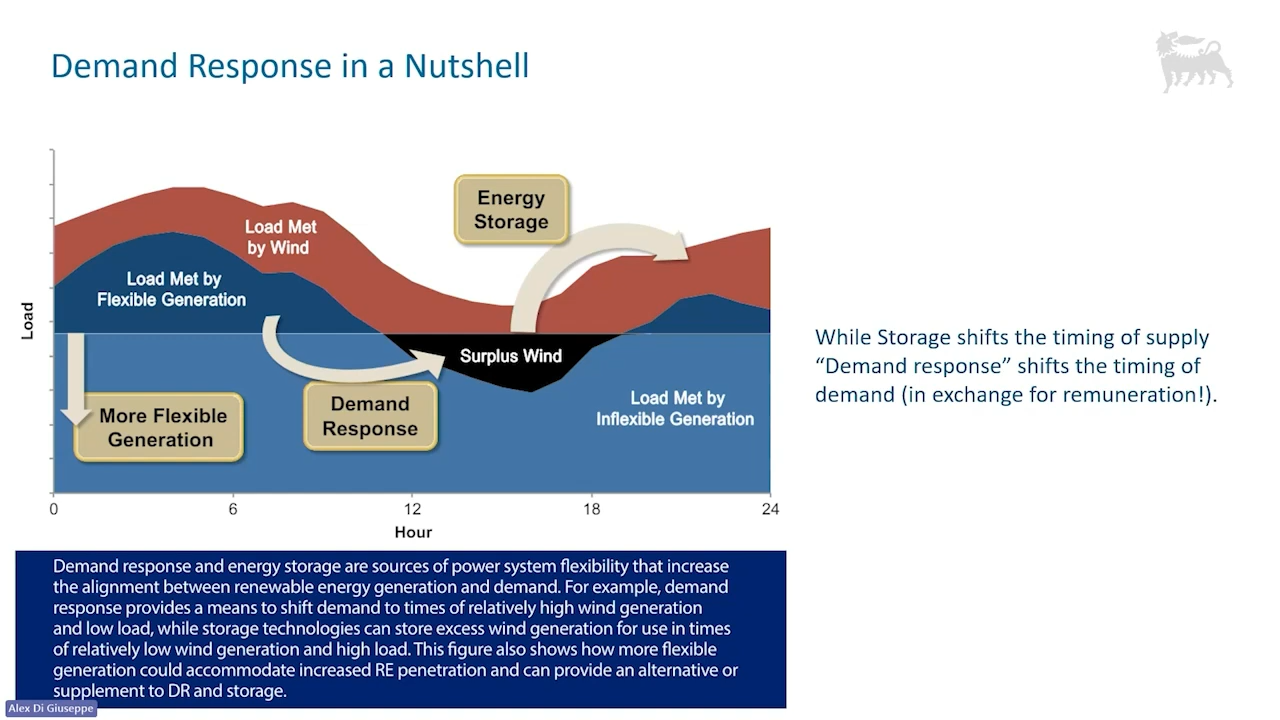 Demand Response in a Nutshell
Energy
Storage
Load Met
by Wind
Load Met by
Flexible Generation
Load
Surplus Wind
While Storage shifts the timing of supply
“Demand response” shifts the timing of
demand (in exchange for remuneration!).
More Flexible
Generation
Demand
Response
Load Met by
Inflexible Generation
0 6 12 18 24
Hour
Demand response and energy storage are sources of power system flexibility that increase
the alignment between renewable energy generation and demand. For example, demand
response provides a means to shift demand to times of relatively high wind generation
and low load, while storage technologies can store excess wind generation for use in times
of relatively low wind generation and high load. This figure also shows how more flexible
generation could accommodate increased RE penetration and can provide an alternative or
supplement to DR and storage.
Alex Di Giuseppe